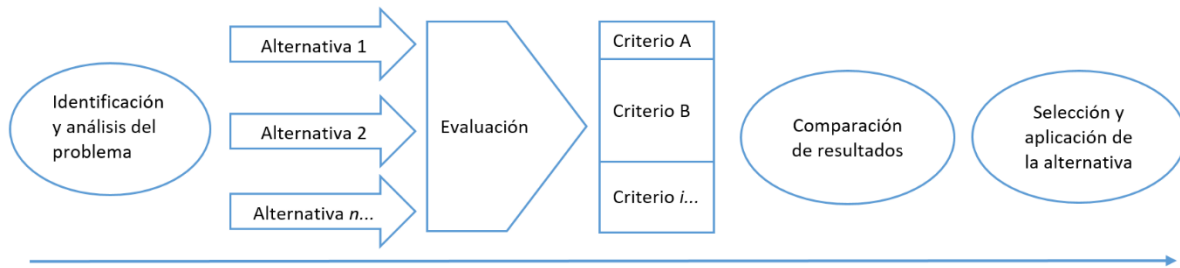 Identificación
y análisis del
problema
Alternativa 1
Alternativa 2
Alternativa n...
Evaluación
Criterio A
Criterio B
Criterio i...
Comparación
de resultados
Selección y
aplicación de
la alternativa